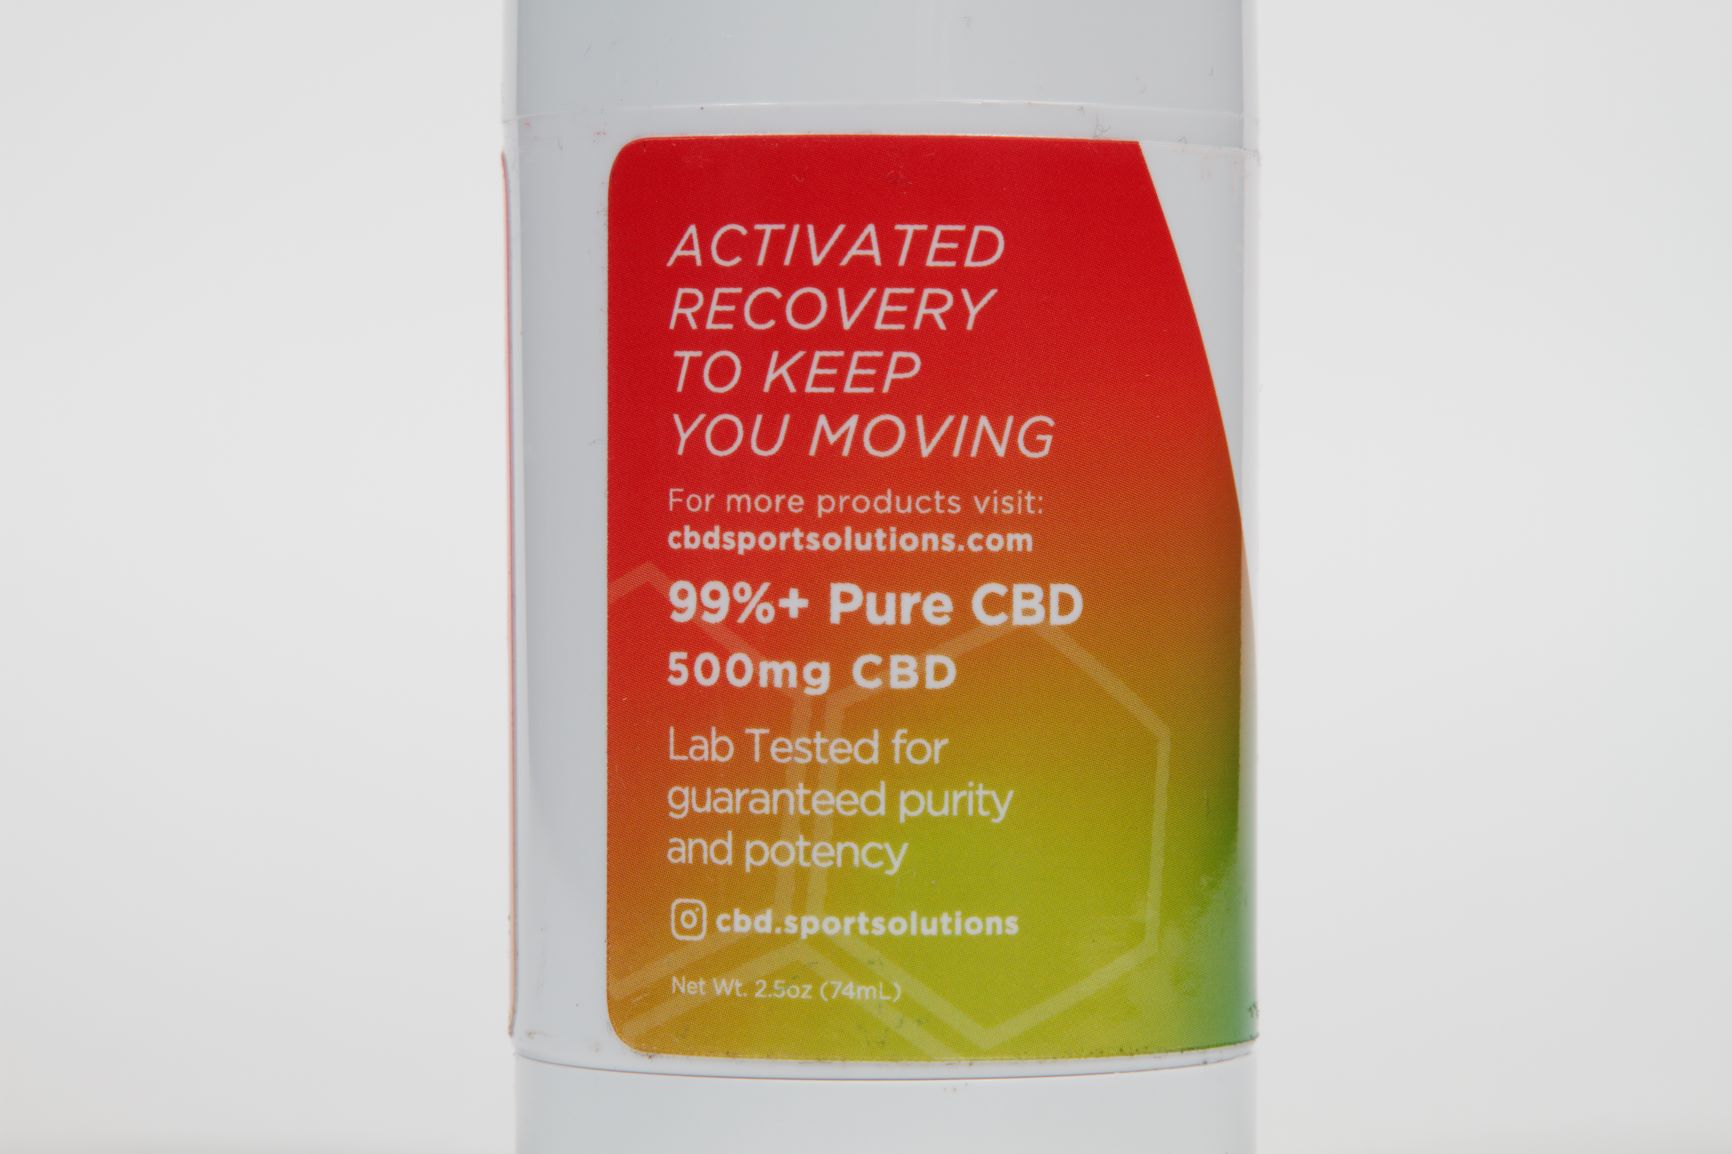 ACTIVATED
RECOVERY
TO KEEP
YOU MOVING
For more products visit:
cbdsportsolutions.com
99%+ Pure CBD
500mg CBD
Lab Tested for
guaranteed purity
and potency
cbd.sportsolutions
Net Wt. 2.5oz (74mL)